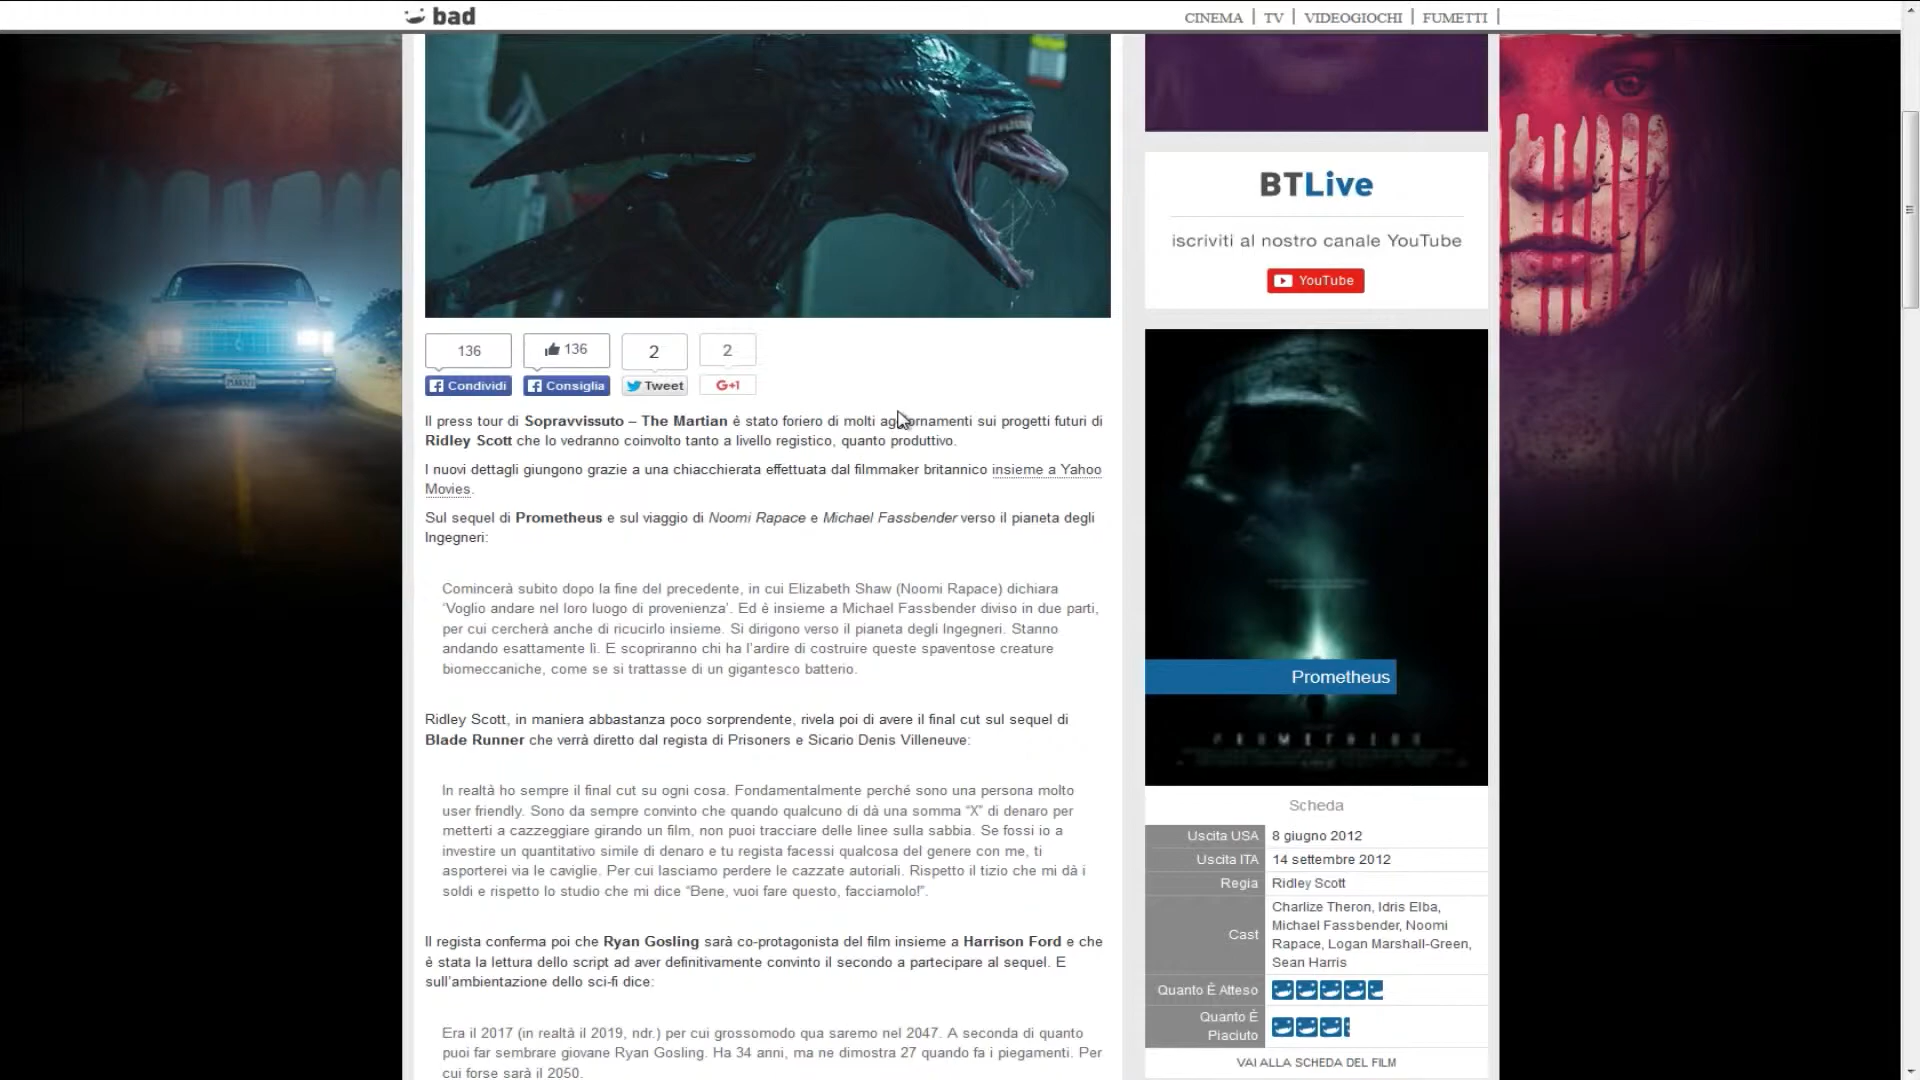 bad
CINEMA
TV
VIDEOGIOCHI
FUMETTI
136
136
2
2
Condividi
Consiglia
Tweet
G+1
Il press tour di Sopravvissuto – The Martian è stato foriero di molti aggiornamenti sui progetti futuri di
Ridley Scott che lo vedranno coinvolto tanto a livello registico, quanto produttivo.
I nuovi dettagli giungono grazie a una chiacchierata effettuata dal filmmaker britannico insieme a Yahoo
Movies.
Sul sequel di Prometheus e sul viaggio di Noomi Rapace e Michael Fassbender verso il pianeta degli
Ingegneri:
Comincerà subito dopo la fine del precedente, in cui Elizabeth Shaw (Noomi Rapace) dichiara
‘Voglio andare nel loro luogo di provenienza’. Ed è insieme a Michael Fassbender diviso in due parti,
per cui cercherà anche di ricucirlo insieme. Si dirigono verso il pianeta degli Ingegneri. Stanno
andando esattamente lì. E scopriranno chi ha l’ardire di costruire queste spaventose creature
biomeccaniche, come se si trattasse di un gigantesco batterio.
Ridley Scott, in maniera abbastanza poco sorprendente, rivela poi di avere il final cut sul sequel di
Blade Runner che verrà diretto dal regista di Prisoners e Sicario Denis Villeneuve:
In realtà ho sempre il final cut su ogni cosa. Fondamentalmente perché sono una persona molto
user friendly. Sono da sempre convinto che quando qualcuno di dà una somma “X” di denaro per
metterti a cazzeggiare girando un film, non puoi tracciare delle linee sulla sabbia. Se fossi io a
investire un quantitativo simile di denaro e tu regista facessi qualcosa del genere con me, ti
asporterei via le caviglie. Per cui lasciamo perdere le cazzate autoriali. Rispetto il tizio che mi dà i
soldi e rispetto lo studio che mi dice “Bene, vuoi fare questo, facciamolo!”.
Il regista conferma poi che Ryan Gosling sarà co-protagonista del film insieme a Harrison Ford e che
è stata la lettura dello script ad aver definitivamente convinto il secondo a partecipare al sequel. E
sull’ambientazione dello sci-fi dice:
Era il 2017 (in realtà il 2019, ndr.) per cui grossomodo qua saremo nel 2047. A seconda di quanto
puoi far sembrare giovane Ryan Gosling. Ha 34 anni, ma ne dimostra 27 quando fa i piegamenti. Per
cui forse sarà il 2050.
BTLive
iscriviti al nostro canale YouTube
YouTube
Prometheus
PROMETHEUS
Scheda
Uscita USA 8 giugno 2012
Uscita ITA 14 settembre 2012
Regia Ridley Scott
Cast Charlize Theron, Idris Elba,
Michael Fassbender, Noomi
Rapace, Logan Marshall-Green,
Sean Harris
Quanto È Atteso
Quanto È
Piaciuto
VAI ALLA SCHEDA DEL FILM